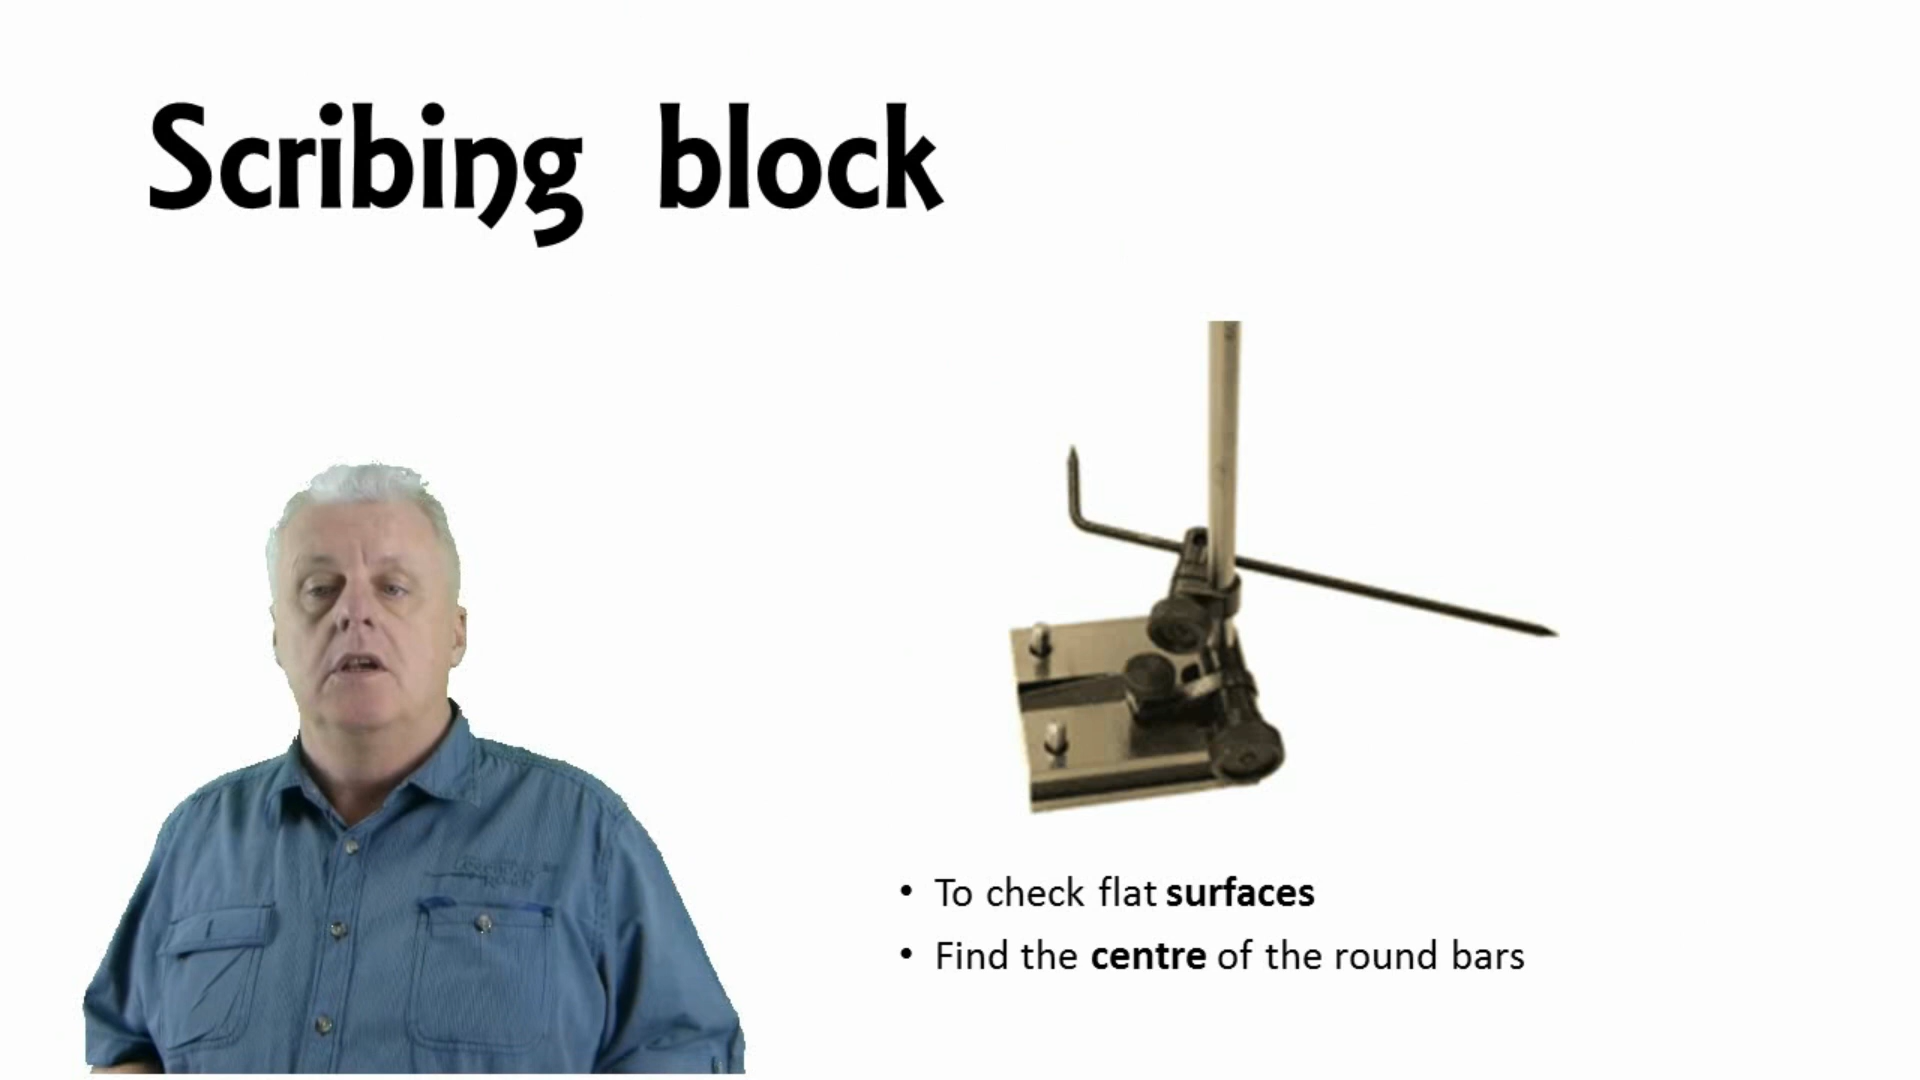 Scribing block
• To check flat surfaces
• Find the centre of the round bars